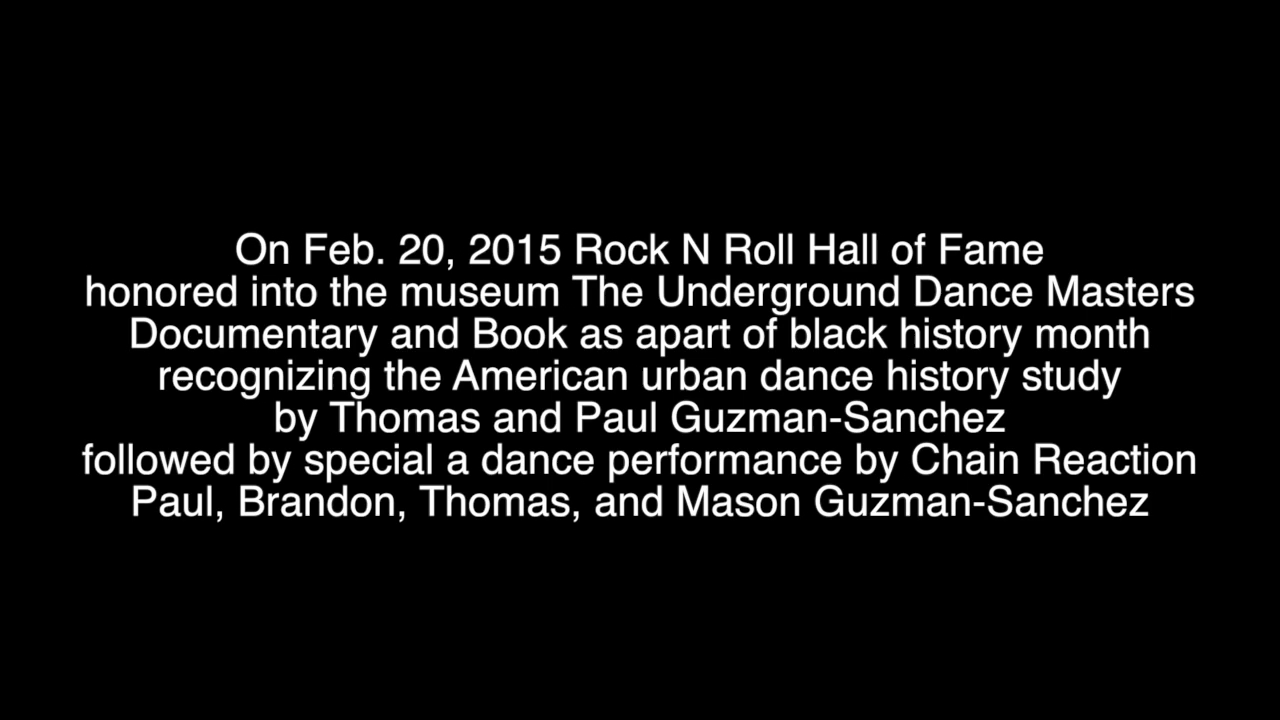 On Feb. 20, 2015 Rock N Roll Hall of Fame
honored into the museum The Underground Dance Masters
Documentary and Book as apart of black history month
recognizing the American urban dance history study
by Thomas and Paul Guzman-Sanchez
followed by special a dance performance by Chain Reaction
Paul, Brandon, Thomas, and Mason Guzman-Sanchez